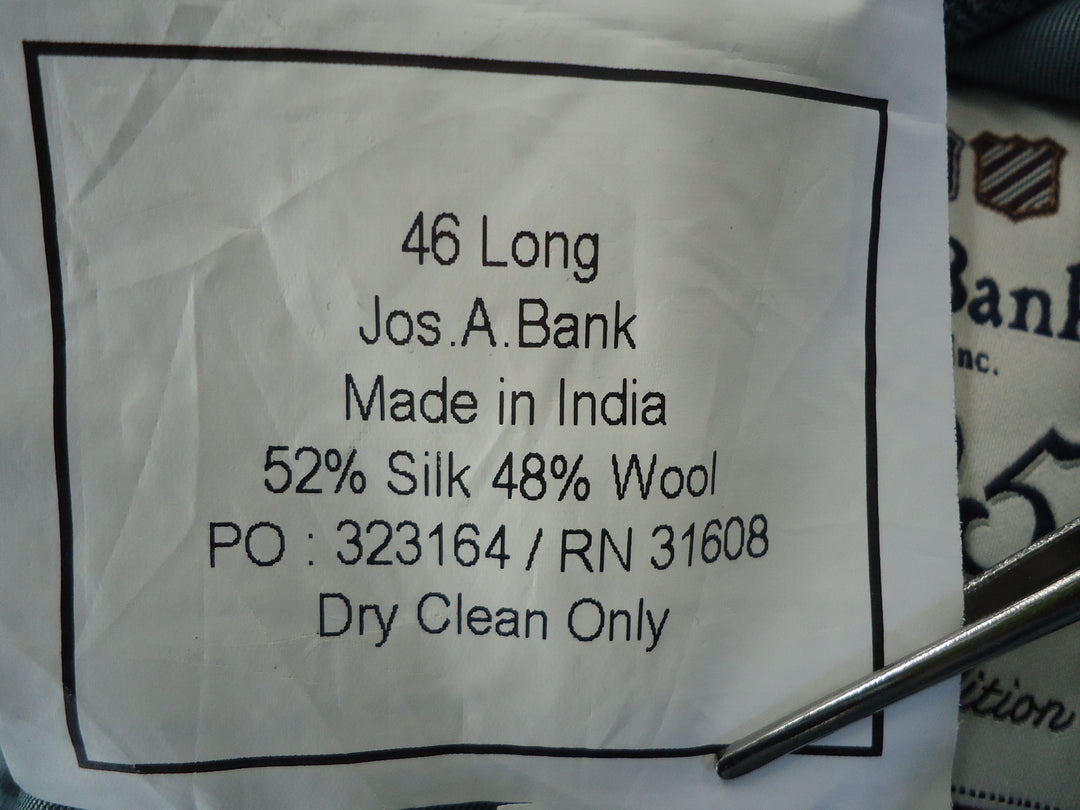 46 Long
Jos.A.Bank
Made in India
52% Silk 48% Wool
PO : 323164 / RN 31608
Dry Clean Only
Bank
Inc.
5